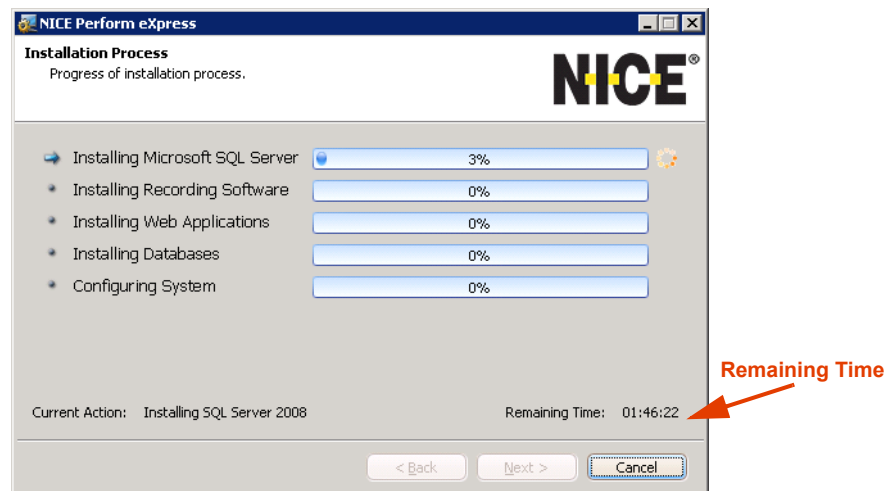 NICE Perform eXpress
Installation Process
Progress of installation process.
NICE®
Installing Microsoft SQL Server 3%
Installing Recording Software 0%
Installing Web Applications 0%
Installing Databases 0%
Configuring System 0%
Remaining Time
Current Action: Installing SQL Server 2008 Remaining Time: 01:46:22
< Back Next > Cancel